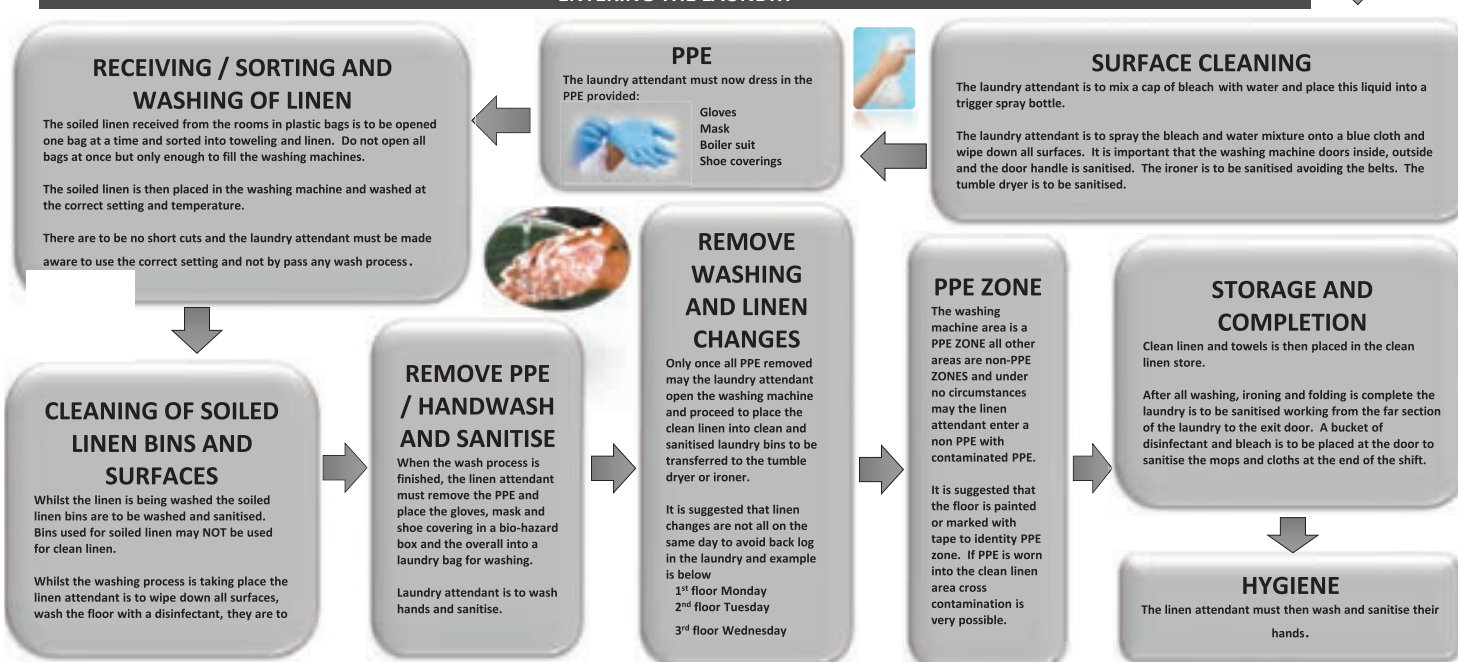 ENTERING THE LAUNDRY
SURFACE CLEANING
The laundry attendant is to mix a cap of bleach with water and place this liquid into a
trigger spray bottle.
The laundry attendant is to spray the bleach and water mixture onto a blue cloth and
wipe down all surfaces. It is important that the washing machine doors inside, outside
and the door handle is sanitised. The ironer is to be sanitised avoiding the belts. The
tumble dryer is to be sanitised.
PPE
The laundry attendant must now dress in the
PPE provided:
Gloves
Mask
Boiler suit
Shoe coverings
RECEIVING / SORTING AND
WASHING OF LINEN
The soiled linen received from the rooms in plastic bags is to be opened
one bag at a time and sorted into toweling and linen. Do not open all
bags at once but only enough to fill the washing machines.
The soiled linen is then placed in the washing machine and washed at
the correct setting and temperature.
There are to be no short cuts and the laundry attendant must be made
aware to use the correct setting and not by pass any wash process.
CLEANING OF SOILED
LINEN BINS AND
SURFACES
Whilst the linen is being washed the soiled
linen bins are to be washed and sanitised.
Bins used for soiled linen may NOT be used
for clean linen.
Whilst the washing process is taking place the
linen attendant is to wipe down all surfaces,
wash the floor with a disinfectant, they are to
REMOVE PPE
/ HANDWASH
AND SANITISE
When the wash process is
finished, the linen attendant
must remove the PPE and
place the gloves, mask and
shoe covering in a bio-hazard
box and the overall into a
laundry bag for washing.
Laundry attendant is to wash
hands and sanitise.
REMOVE
WASHING
AND LINEN
CHANGES
Only once all PPE removed
may the laundry attendant
open the washing machine
and proceed to place the
clean linen into clean and
sanitised laundry bins to be
transferred to the tumble
dryer or ironer.
It is suggested that linen
changes are not all on the
same day to avoid back log
in the laundry and example
is below
1st floor Monday
2nd floor Tuesday
3rd floor Wednesday
PPE ZONE
The washing
machine area is a
PPE ZONE all other
areas are non-PPE
ZONES and under
no circumstances
may the linen
attendant enter a
non PPE with
contaminated PPE.
It is suggested that
the floor is painted
or marked with
tape to identity PPE
zone. If PPE is worn
into the clean linen
area cross
contamination is
very possible.
STORAGE AND
COMPLETION
Clean linen and towels is then placed in the clean
linen store.
After all washing, ironing and folding is complete the
laundry is to be sanitised working from the far section
of the laundry to the exit door. A bucket of
disinfectant and bleach is to be placed at the door to
sanitise the mops and cloths at the end of the shift.
HYGIENE
The linen attendant must then wash and sanitise their
hands.